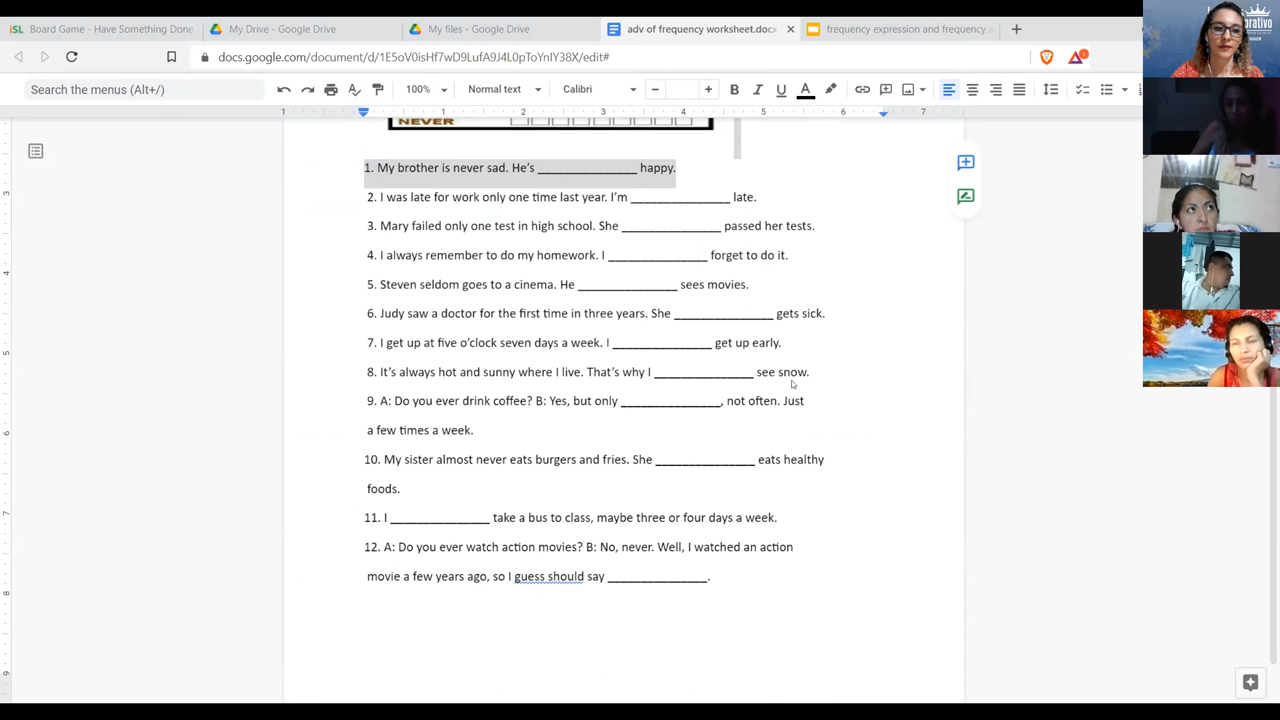 Board Game - Have Something Done
My Drive - Google Drive
My files - Google Drive
adv of frequency worksheet.docx
frequency expression and frequency
docs.google.com/document/d/1E5oV0isHf7wD9LufA9J4L0pToYnIY38X/edit#
Search the menus (Alt+/)
100%
Normal text
Calibri
1 2 3 4 5 6 7
NEVER
1. My brother is never sad. He's _______________ happy.
2. I was late for work only one time last year. I'm _______________ late.
3. Mary failed only one test in high school. She _______________ passed her tests.
4. I always remember to do my homework. I _______________ forget to do it.
5. Steven seldom goes to a cinema. He _______________ sees movies.
6. Judy saw a doctor for the first time in three years. She _______________ gets sick.
7. I get up at five o'clock seven days a week. I _______________ get up early.
8. It's always hot and sunny where I live. That's why I _______________ see snow.
9. A: Do you ever drink coffee? B: Yes, but only _______________, not often. Just
a few times a week.
10. My sister almost never eats burgers and fries. She _______________ eats healthy
foods.
11. I _______________ take a bus to class, maybe three or four days a week.
12. A: Do you ever watch action movies? B: No, never. Well, I watched an action
movie a few years ago, so I guess should say _______________.